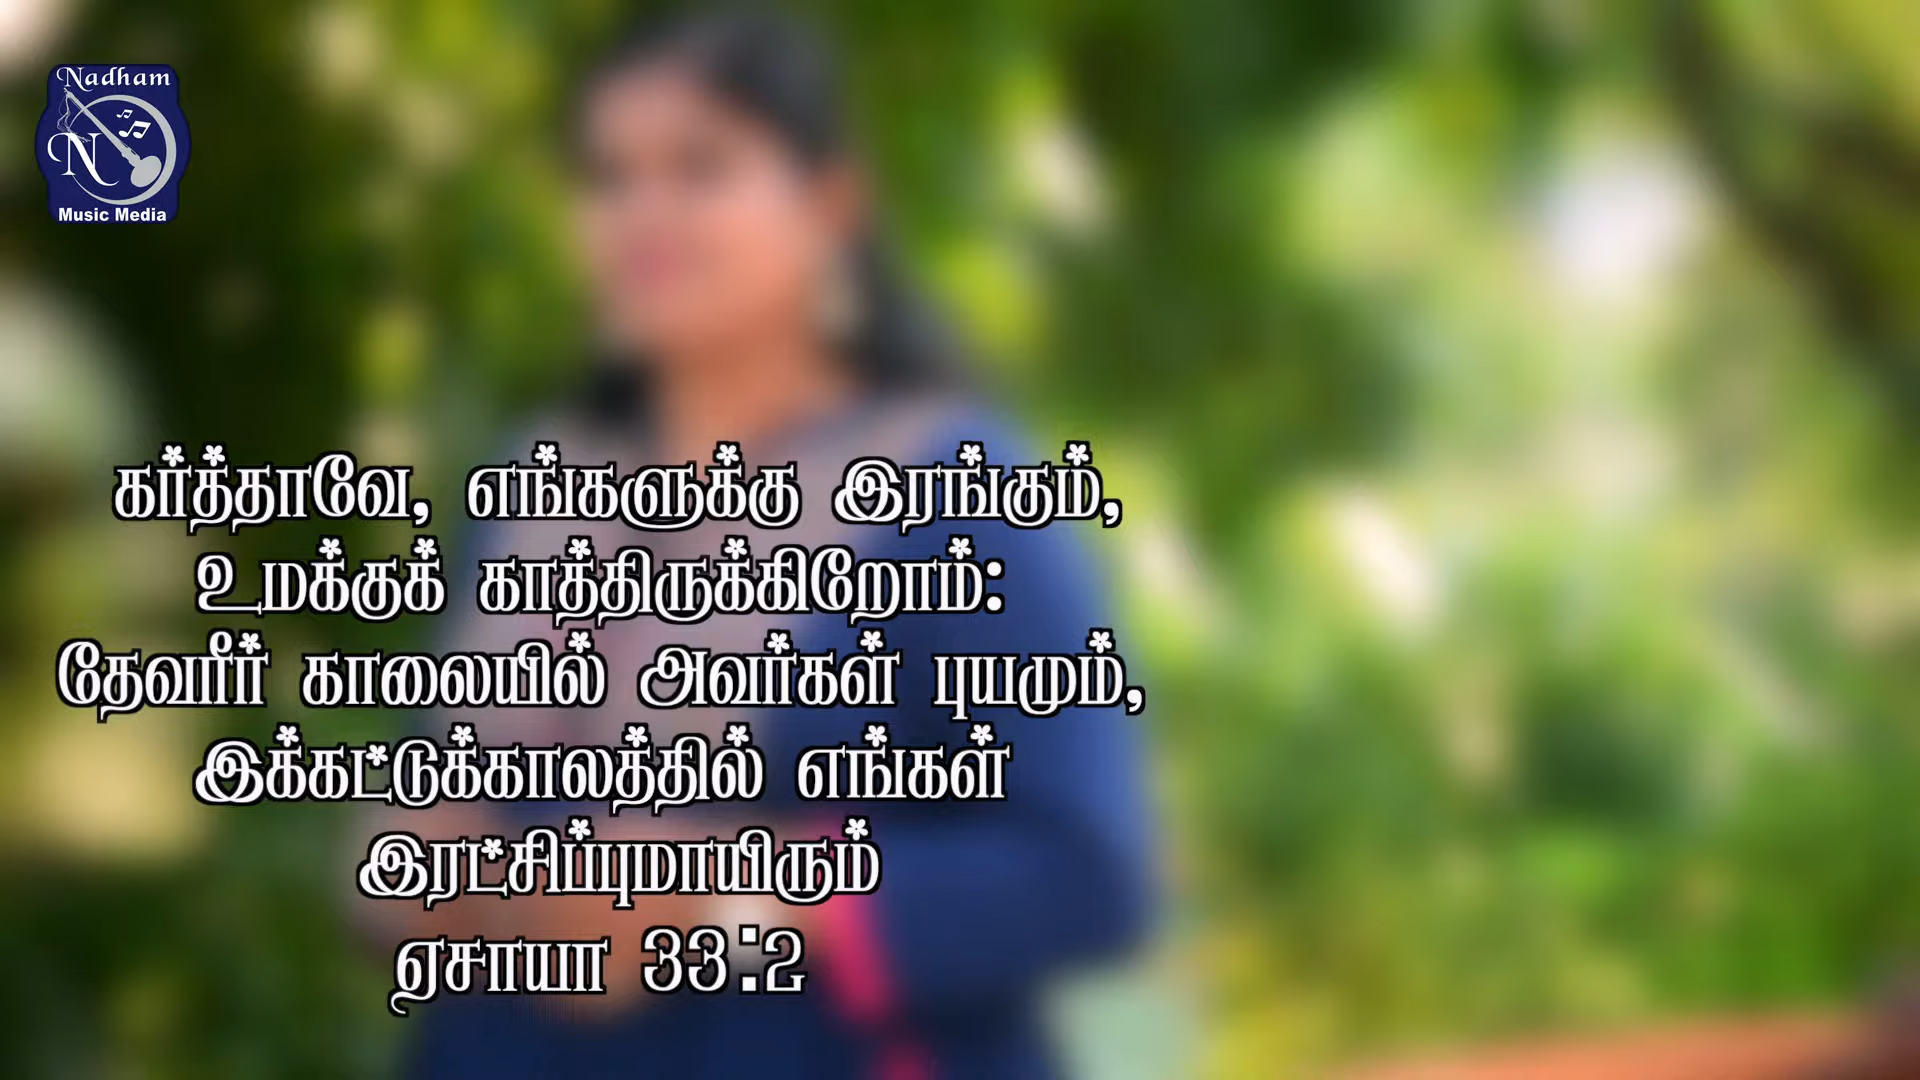 Nadham
N
Music Media
கர்த்தாவே, எங்களுக்கு இரங்கும்,
உமக்குக் காத்திருக்கிறோம்:
தேவரீர் காலையில் அவர்கள் புயமும்,
இக்கட்டுக்காலத்தில் எங்கள்
இரட்சிப்புமாயிரும்
ஏசாயா 33:2